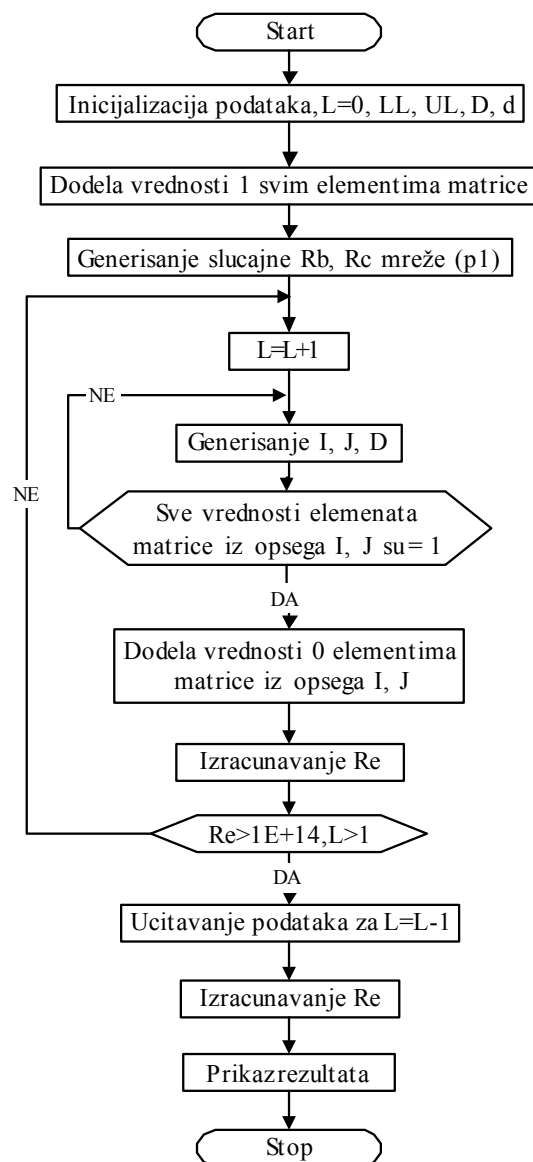 Start
Inicijalizacija podataka, L=0, LL, UL, D, d
Dodela vrednosti 1 svim elementima matrice
Generisanje slucajne Rb, Rc mreže (p1)
L=L+1
NE
Generisanje I, J, D
NE
Sve vrednosti elemenata
matrice iz opsega I, J su= 1
DA
Dodela vrednosti 0 elementima
matrice iz opsega I, J
Izracunavanje Re
Re>1E+14,L>1
DA
Ucitavanje podataka za L=L-1
Izracunavanje Re
Prikazrezultata
Stop